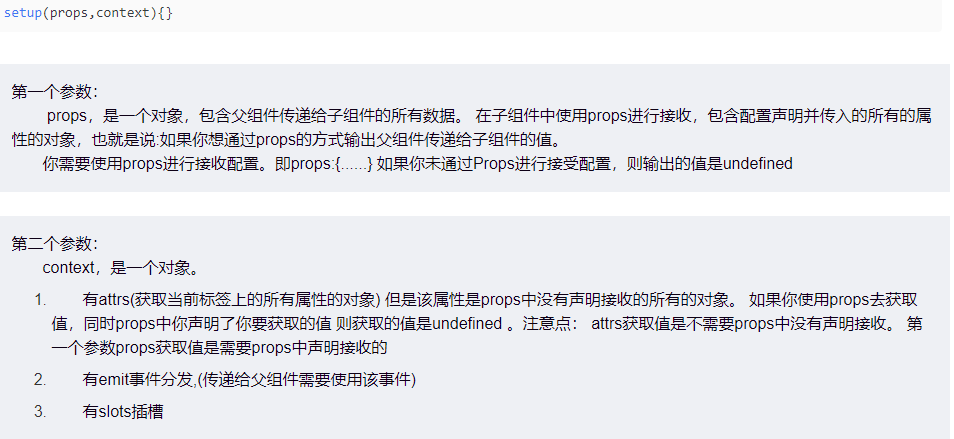 setup(props,context){}
第一个参数：
props，是一个对象，包含父组件传递给子组件的所有数据。 在子组件中使用props进行接收，包含配置声明并传入的所有的属
性的对象，也就是说:如果你想通过props的方式输出父组件传递给子组件的值。
你需要使用props进行接收配置。即props:{......} 如果你未通过Props进行接受配置，则输出的值是undefined
第二个参数：
context，是一个对象。
1. 有attrs(获取当前标签上的所有属性的对象) 但是该属性是props中没有声明接收的所有的对象。 如果你使用props去获取
值，同时props中你声明了你要获取的值 则获取的值是undefined 。注意点： attrs获取值是不需要props中没有声明接收。 第
一个参数props获取值是需要props中声明接收的
2. 有emit事件分发,(传递给父组件需要使用该事件)
3. 有slots插槽